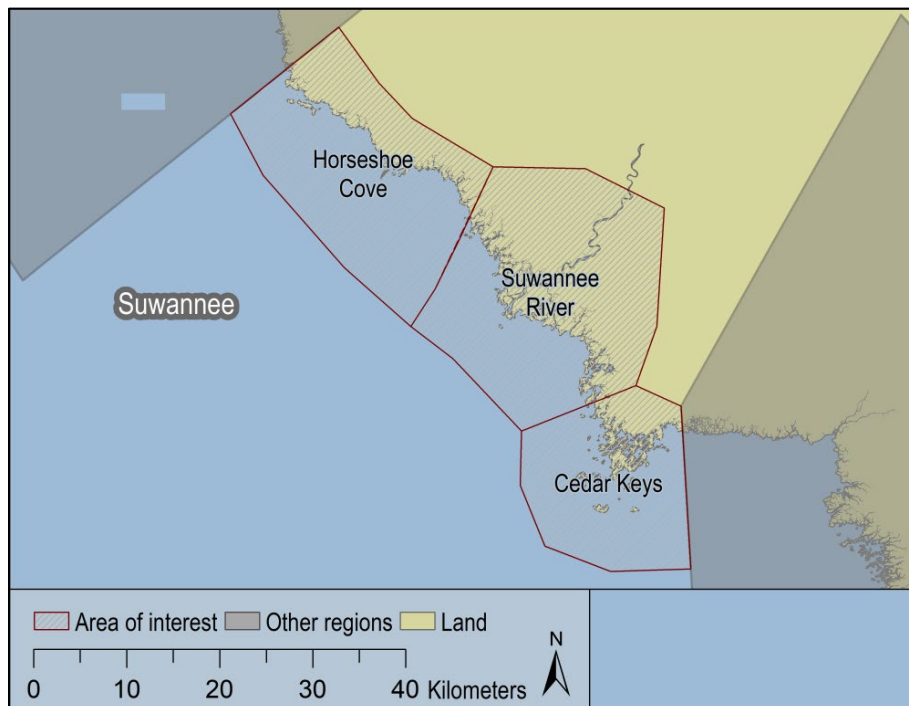 Horseshoe
Cove
Suwannee
Suwannee
River
Cedar Keys
Area of interest
Other regions
Land
N
0 10 20 30 40 Kilometers